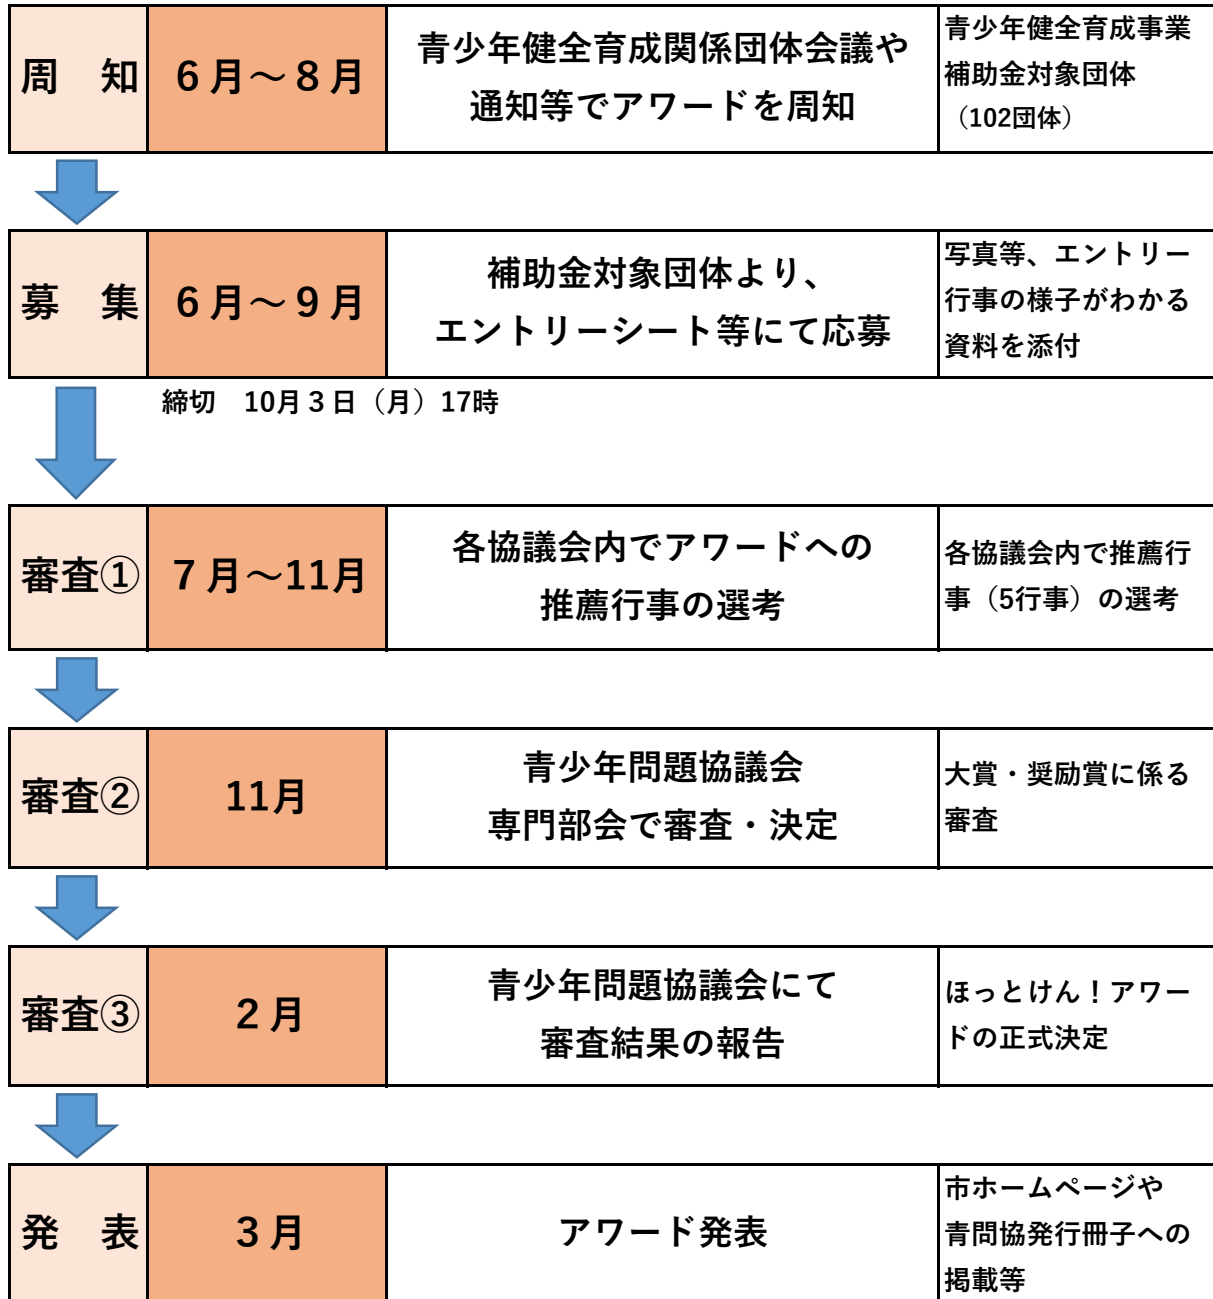 周　知
６月～８月
青少年健全育成関係団体会議や
通知等でアワードを周知
青少年健全育成事業
補助金対象団体
（102団体）
募　集
６月～９月
補助金対象団体より、
エントリーシート等にて応募
写真等、エントリー
行事の様子がわかる
資料を添付
締切　10月３日（月）17時
審査①
７月～11月
各協議会内でアワードへの
推薦行事の選考
各協議会内で推薦行
事（5行事）の選考
審査②
11月
青少年問題協議会
専門部会で審査・決定
大賞・奨励賞に係る
審査
審査③
２月
青少年問題協議会にて
審査結果の報告
ほっとけん！アワー
ドの正式決定
発　表
３月
アワード発表
市ホームページや
青問協発行冊子への
掲載等